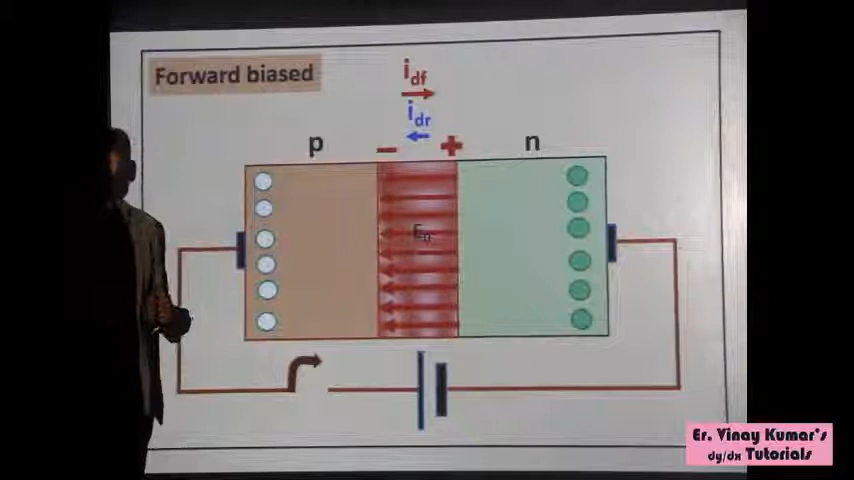 Forward biased
idf
idr
p
−
+
n
E₀
Er. Vinay Kumar's
dy/dx Tutorials